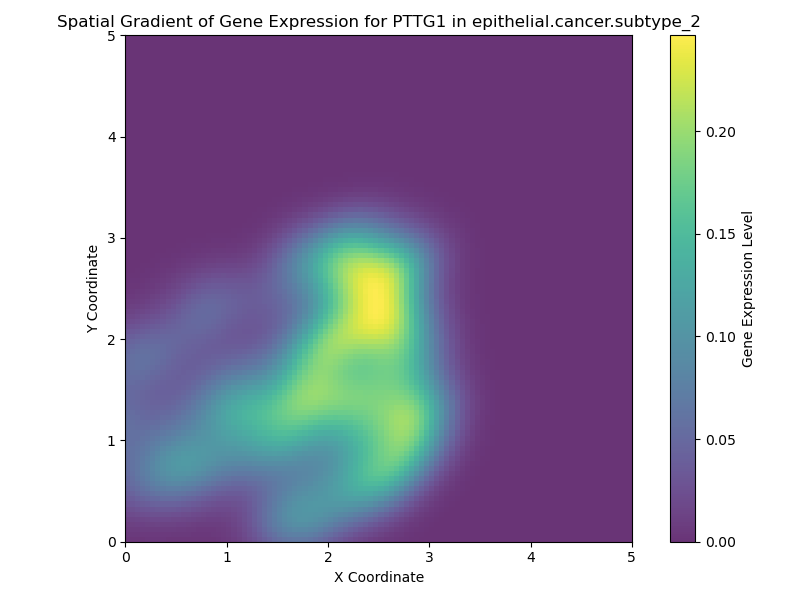 Spatial Gradient of Gene Expression for PTTG1 in epithelial.cancer.subtype_2
5
4
3
2
1
0
Y Coordinate
0 1 2 3 4 5
X Coordinate
0.20
0.15
0.10
0.05
0.00
Gene Expression Level